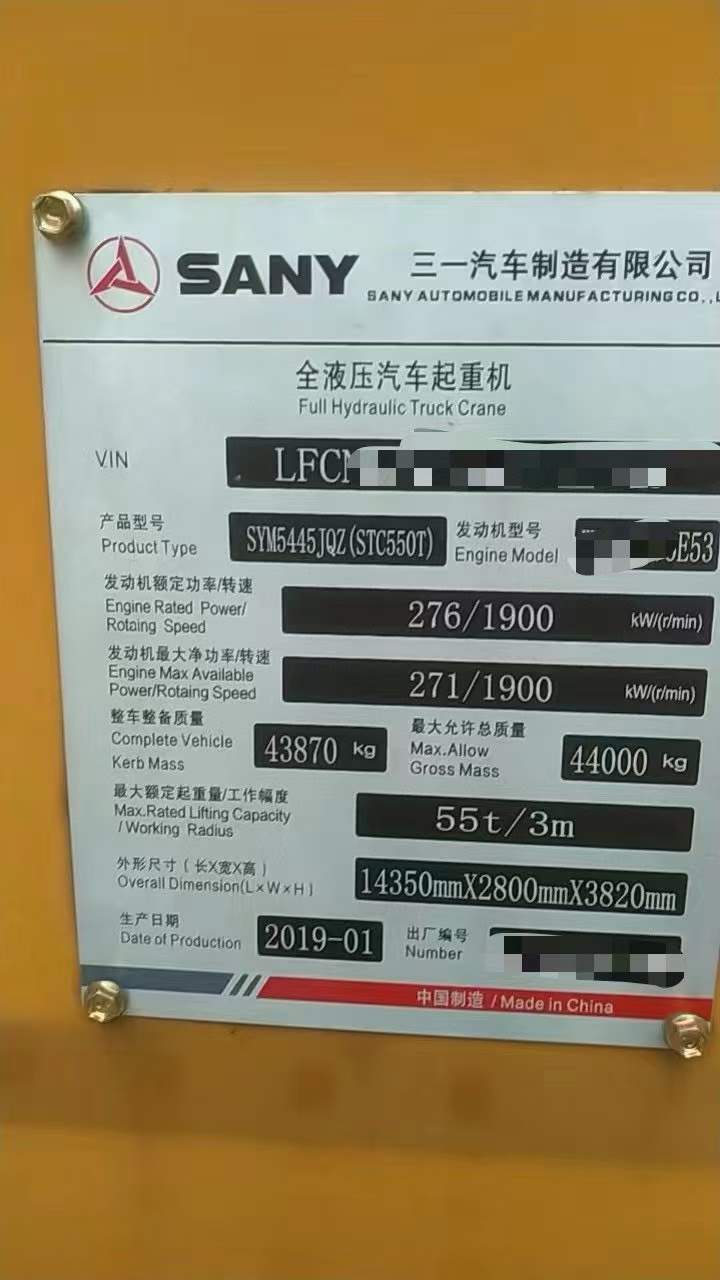 SANY
三一汽车制造有限公司
SANY AUTOMOBILE MANUFACTURING CO.,L
全液压汽车起重机
Full Hydraulic Truck Crane
V.IN LFC
产品型号
Product Type SYM5445JQZ(STC550T)
发动机型号
Engine Model E53
发动机额定功率/转速
Engine Rated Power/
Rotaing Speed 276/1900 kW/(r/min)
发动机最大净功率/转速
Engine Max Available
Power/Rotaing Speed 271/1900 kW/(r/min)
整车整备质量
Complete Vehicle
Kerb Mass 43870 kg
最大允许总质量
Max.Allow
Gross Mass 44000 kg
最大额定起重量/工作幅度
Max.Rated Lifting Capacity
/Working Radius 55t/3m
外形尺寸(长X宽X高)
Overall Dimension(L×W×H) 14350mmX2800mmX3820mm
生产日期
Date of Production 2019-01
出厂编号
Number
中国制造 / Made in China